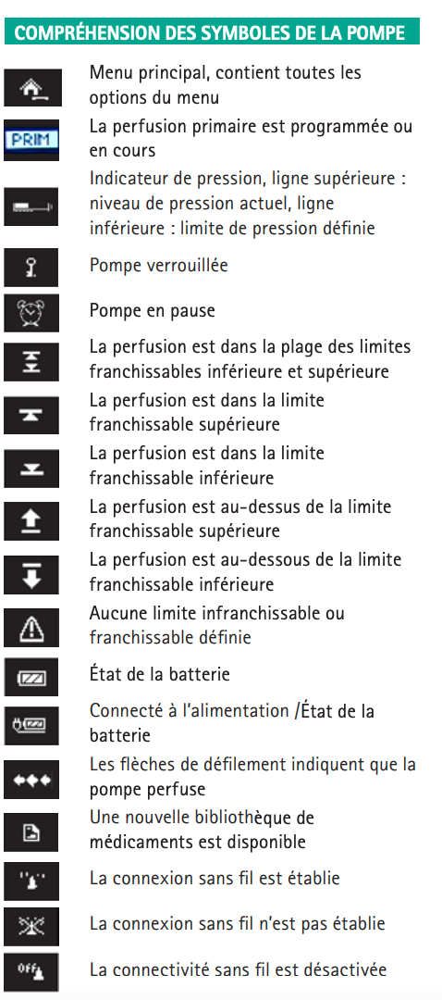 COMPRÉHENSION DES SYMBOLES DE LA POMPE
Menu principal, contient toutes les
options du menu
PRIM
La perfusion primaire est programmée ou
en cours
Indicateur de pression, ligne supérieure :
niveau de pression actuel, ligne
inférieure : limite de pression définie
Pompe verrouillée
Pompe en pause
La perfusion est dans la plage des limites
franchissables inférieure et supérieure
La perfusion est dans la limite
franchissable supérieure
La perfusion est dans la limite
franchissable inférieure
La perfusion est au-dessus de la limite
franchissable supérieure
La perfusion est au-dessous de la limite
franchissable inférieure
Aucune limite infranchissable ou
franchissable définie
État de la batterie
Connecté à l'alimentation /État de la
batterie
Les flèches de défilement indiquent que la
pompe perfuse
Une nouvelle bibliothèque de
médicaments est disponible
La connexion sans fil est établie
La connexion sans fil n'est pas établie
Off
La connectivité sans fil est désactivée